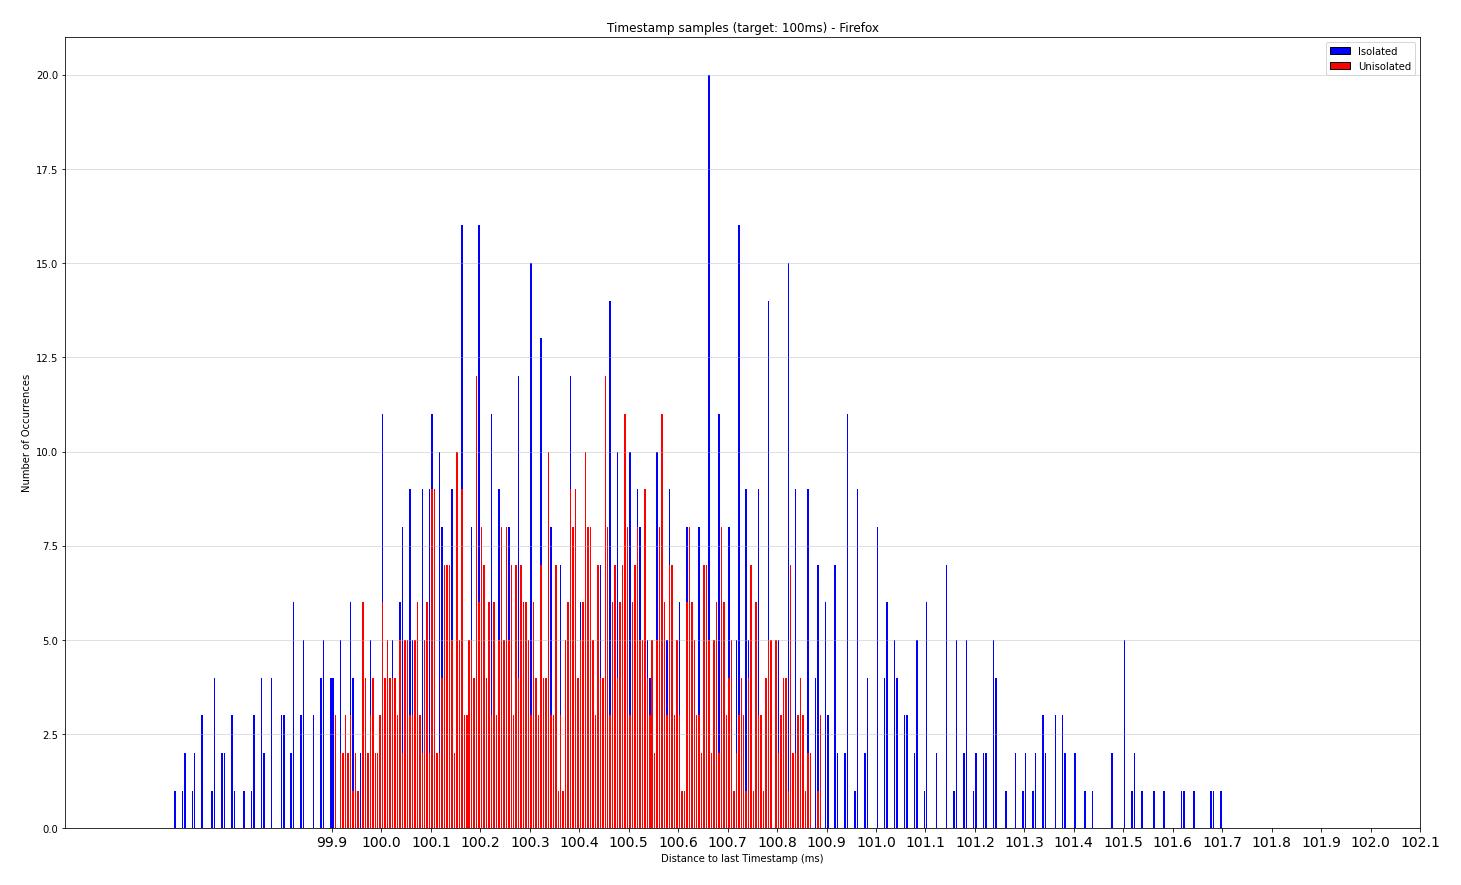 Timestamp samples (target: 100ms) - Firefox
Isolated
Unisolated
20.0
17.5
15.0
12.5
10.0
7.5
5.0
2.5
0.0
Number of Occurrences
99.9 100.0 100.1 100.2 100.3 100.4 100.5 100.6 100.7 100.8 100.9 101.0 101.1 101.2 101.3 101.4 101.5 101.6 101.7 101.8 101.9 102.0 102.1
Distance to last Timestamp (ms)